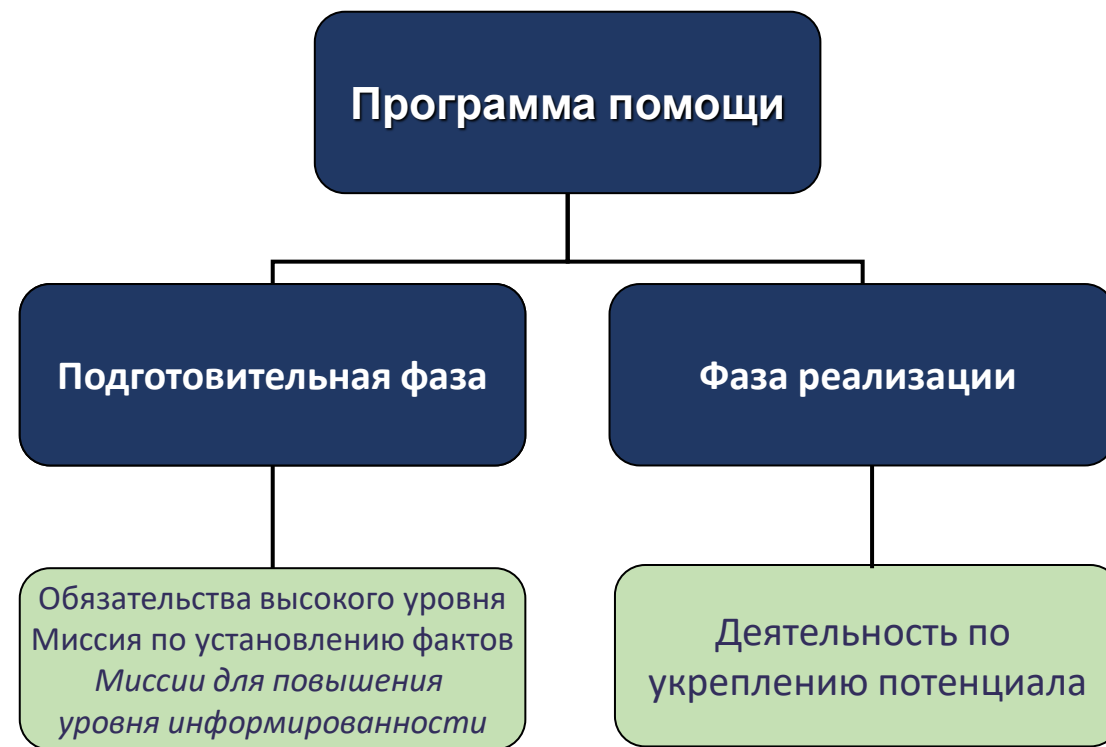 Программа помощи
Подготовительная фаза
Фаза реализации
Обязательства высокого уровня
Миссия по установлению фактов
Миссии для повышения
уровня информированности
Деятельность по
укреплению потенциала